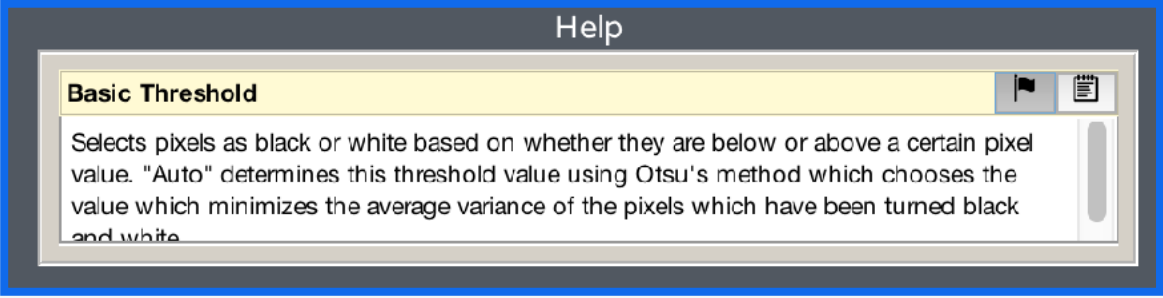 Help
Basic Threshold
Selects pixels as black or white based on whether they are below or above a certain pixel
value. "Auto" determines this threshold value using Otsu's method which chooses the
value which minimizes the average variance of the pixels which have been turned black
and white